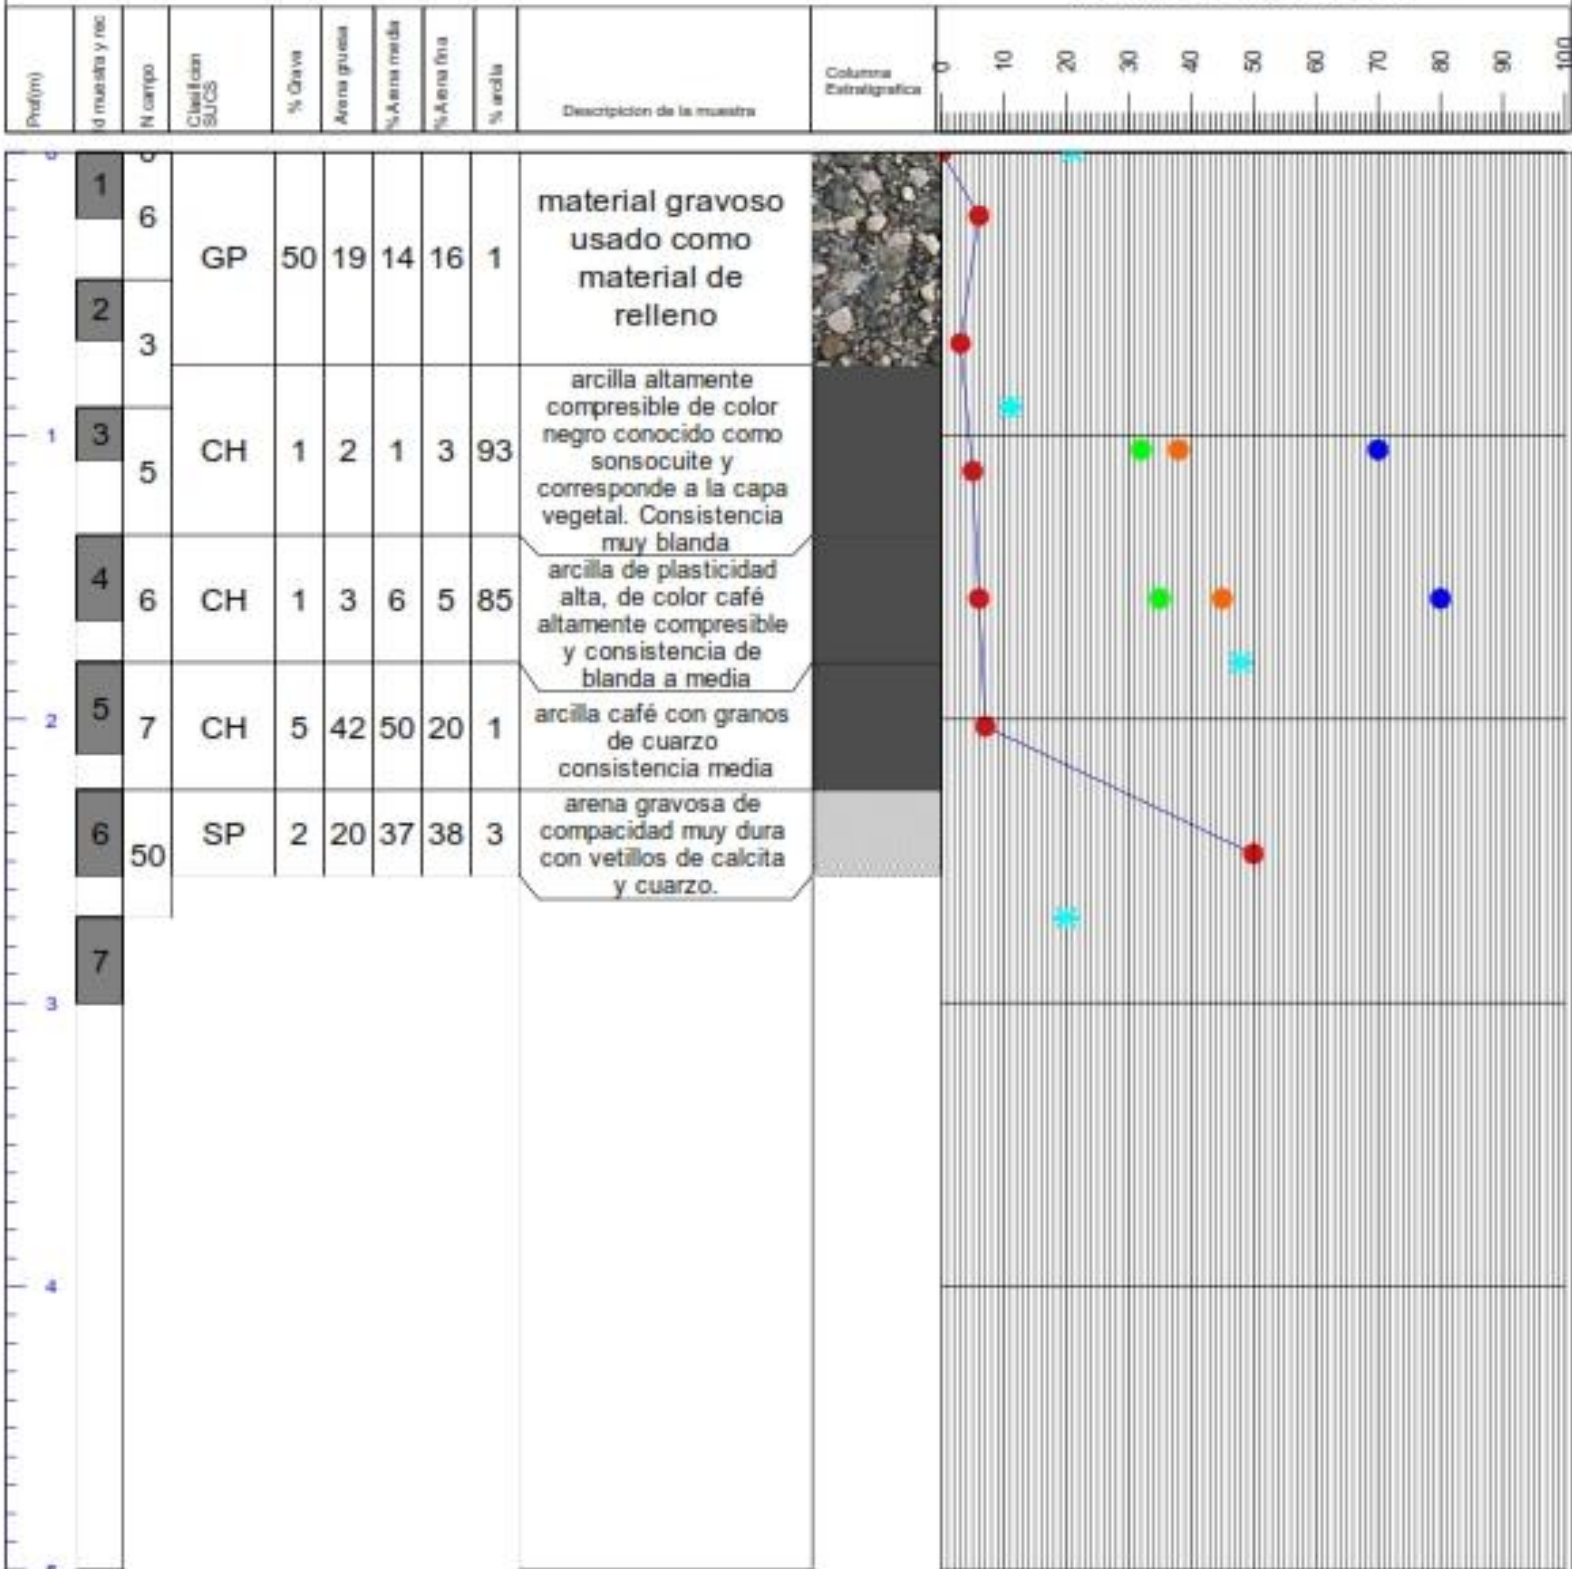 Prof(m)
Id muestra y rec
N campo
Clasificion
SUCS
% Grava
Arena gruesa
% Arena media
% Arena fina
% arcilla
Descripicion de la muestra
Columna
Estratigrafica
0 10 20 30 40 50 60 70 80 90 100
0
1
6
GP 50 19 14 16 1
material gravoso
usado como
material de
relleno
2
3
1
3
5
CH 1 2 1 3 93
arcilla altamente
compresible de color
negro conocido como
sonsocuite y
corresponde a la capa
vegetal. Consistencia
muy blanda
4
6
CH 1 3 6 5 85
arcilla de plasticidad
alta, de color café
altamente compresible
y consistencia de
blanda a media
2
5
7
CH 5 42 50 20 1
arcilla café con granos
de cuarzo
consistencia media
6
50
SP 2 20 37 38 3
arena gravosa de
compacidad muy dura
con vetillos de calcita
y cuarzo.
7
3
4